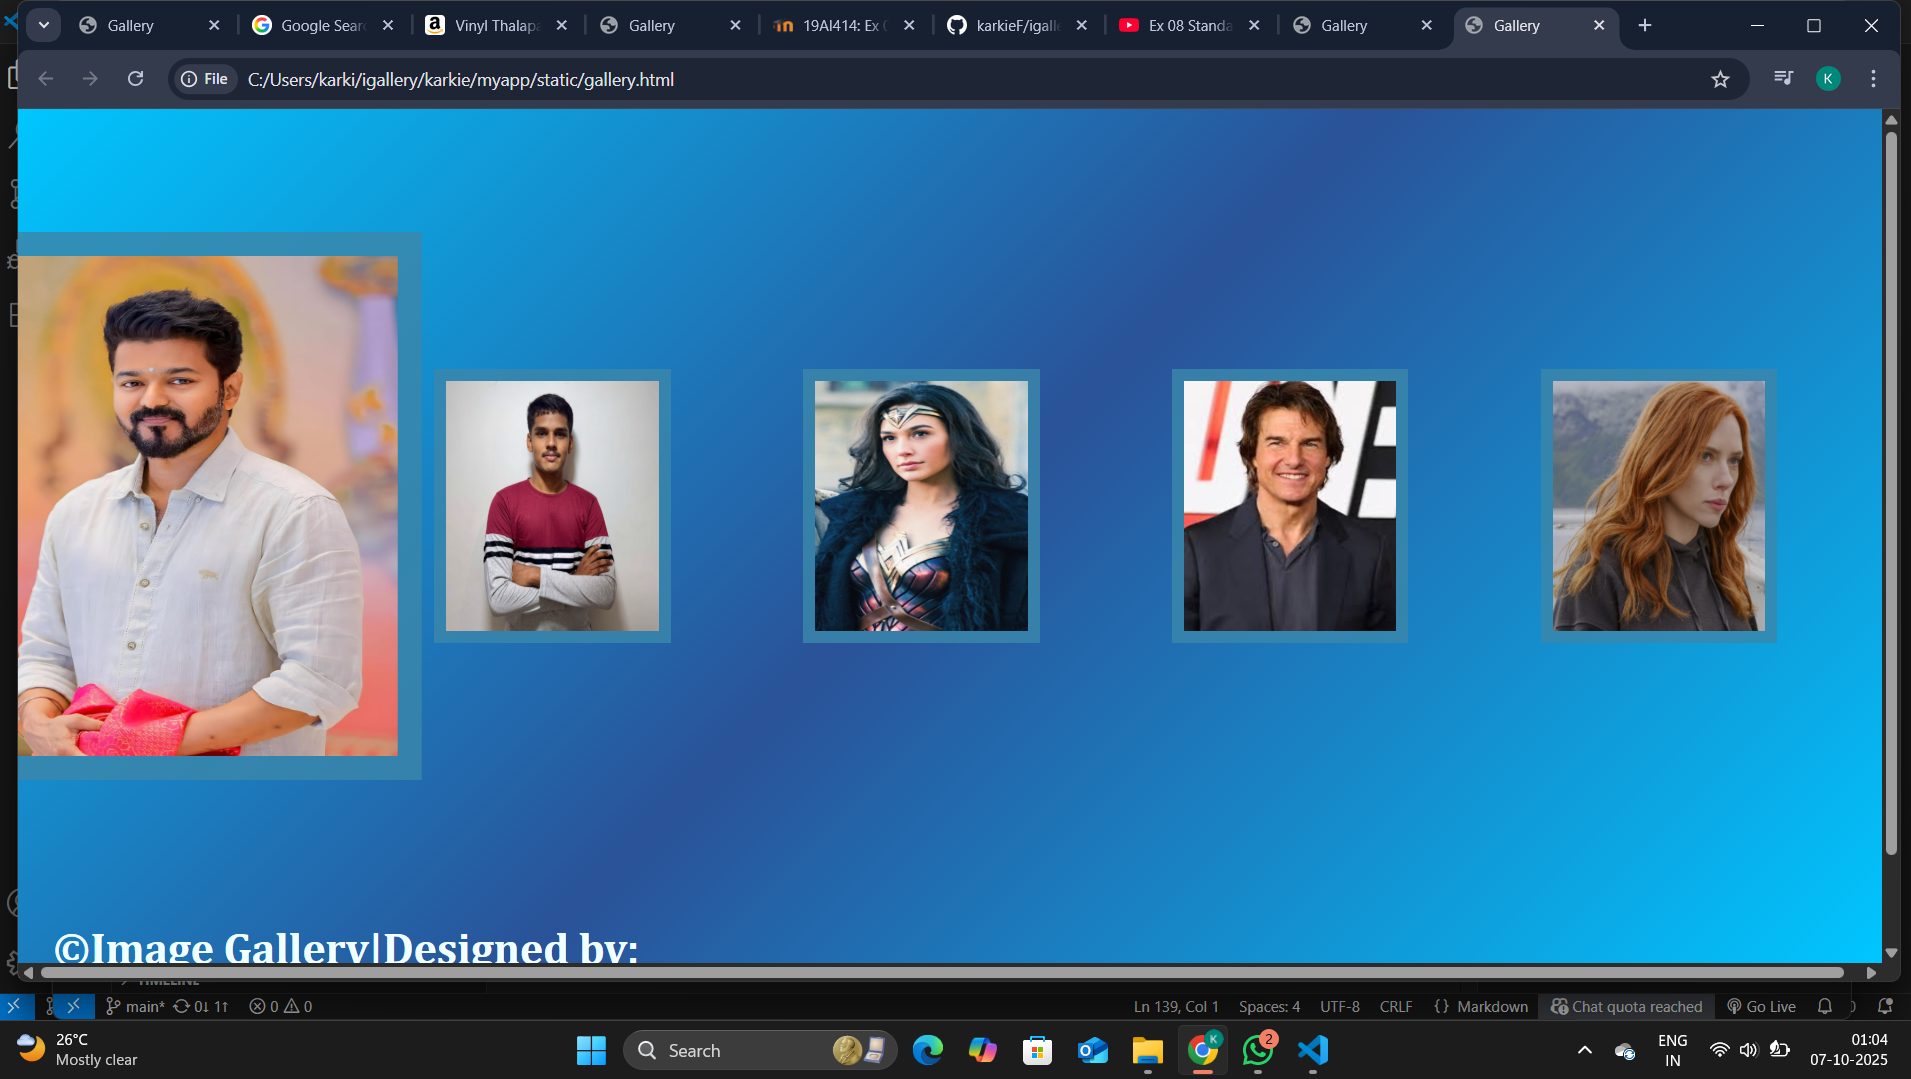 Gallery
Google Sear
Vinyl Thalapa
Gallery
19AI414: Ex
karkieF/igalle
Ex 08 Standa
Gallery
Gallery
File
C:/Users/karki/igallery/karkie/myapp/static/gallery.html
K
©Image Gallery|Designed by:
TIMELINE
main*
0↓ 1↑
0
0
Ln 139, Col 1
Spaces: 4
UTF-8
CRLF
{ } Markdown
Chat quota reached
Go Live
26°C
Mostly clear
Search
K
2
ENG
IN
01:04
07-10-2025